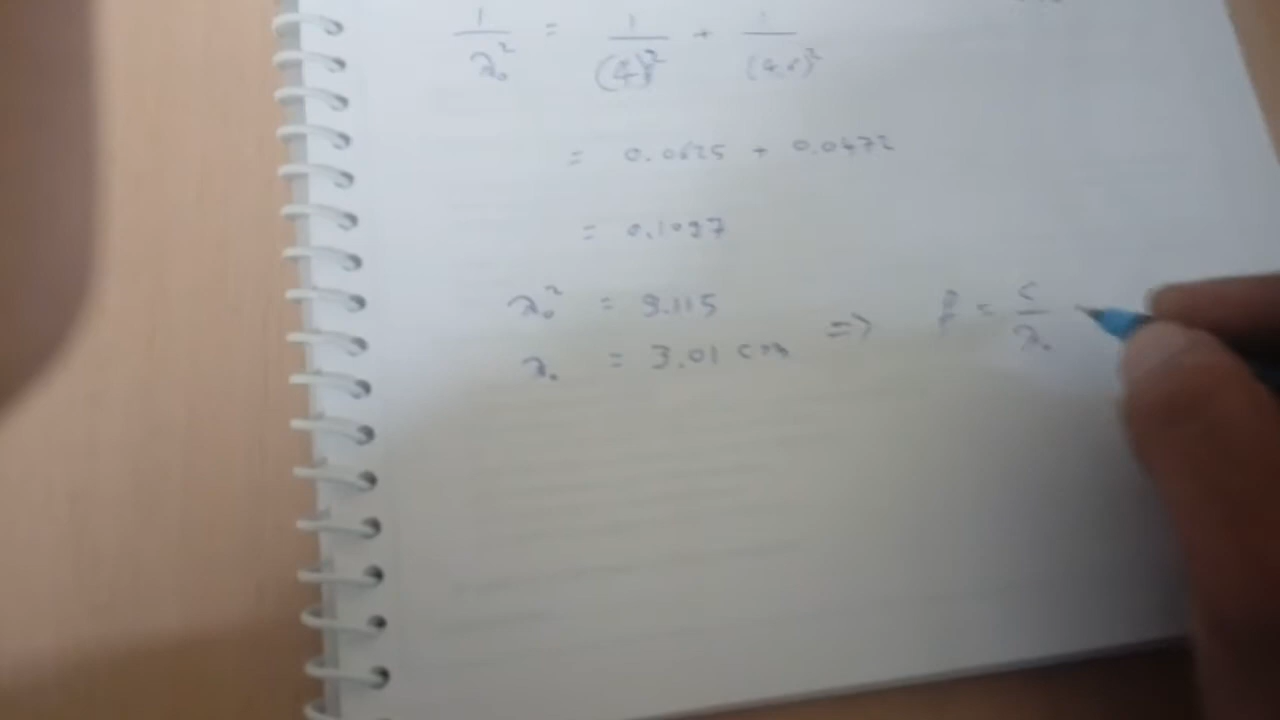 1/λ₀² = 1/(4)² + 1/(4.6)²
= 0.0625 + 0.0472
= 0.1097
λ₀² = 9.115
λ₀ = 3.01 cm => f = c/λ₀